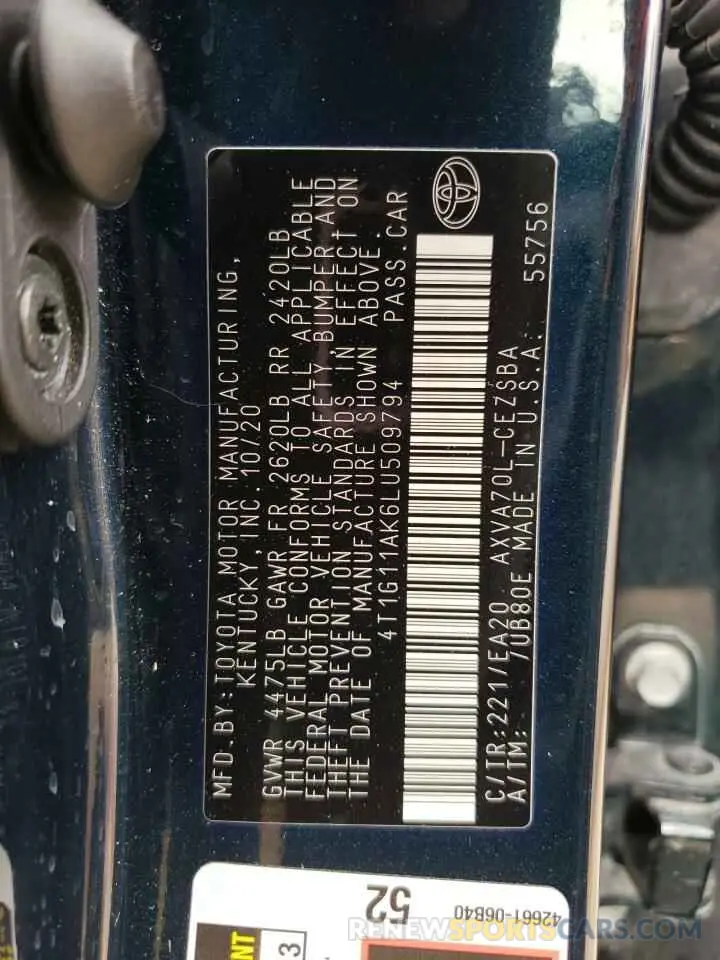 MFD.BY:TOYOTA MOTOR MANUFACTURING,
KENTUCKY,INC. 10/20
GVWR 4475LB GAWR FR 2620LB RR 2420LB
THIS VEHICLE CONFORMS TO ALL APPLICABLE
FEDERAL MOTOR VEHICLE SAFETY, BUMPER AND
THEFT PREVENTION STANDARDS IN EFFECT ON
THE DATE OF MANUFACTURE SHOWN ABOVE.
4T1G11AK6LU509794 PASS.CAR
C/TR:221/EA20 AXVA70L-CEZSBA
A/TM: 7UB80E MADE IN U.S.A. 55756
52
42661-06B40
3
RENEWSPORTSCARS.COM